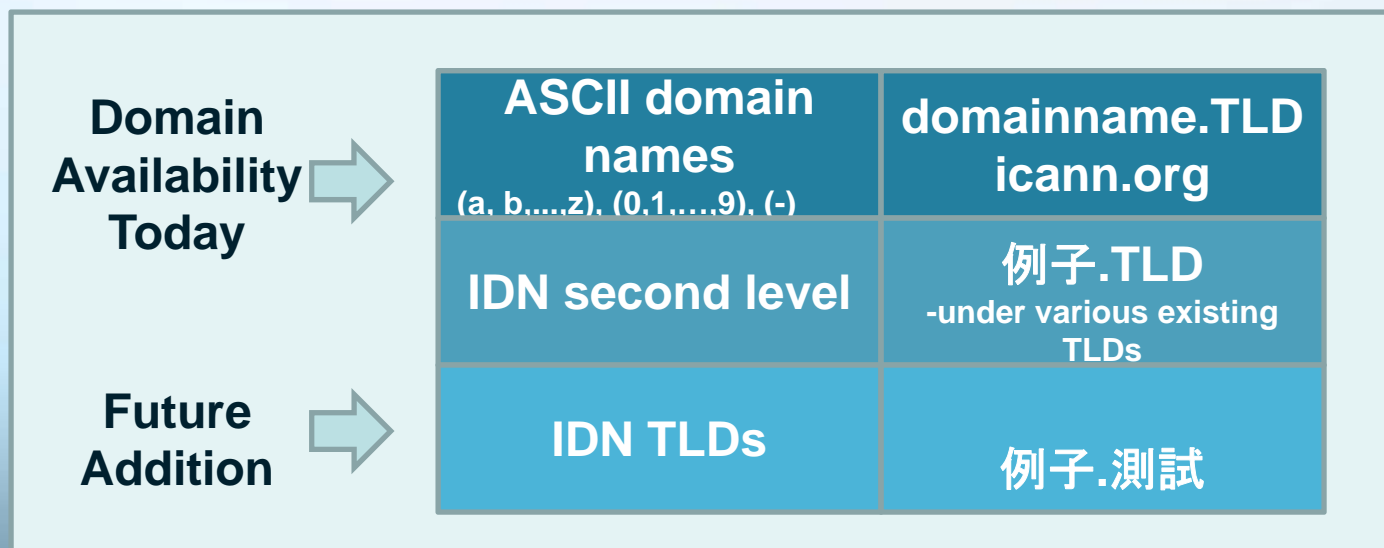 Domain
Availability
Today
ASCII domain
names
(a, b,...,z), (0,1,...,9), (-)
domainname.TLD
icann.org
IDN second level
例子.TLD
-under various existing
TLDs
Future
Addition
IDN TLDs
例子.測試